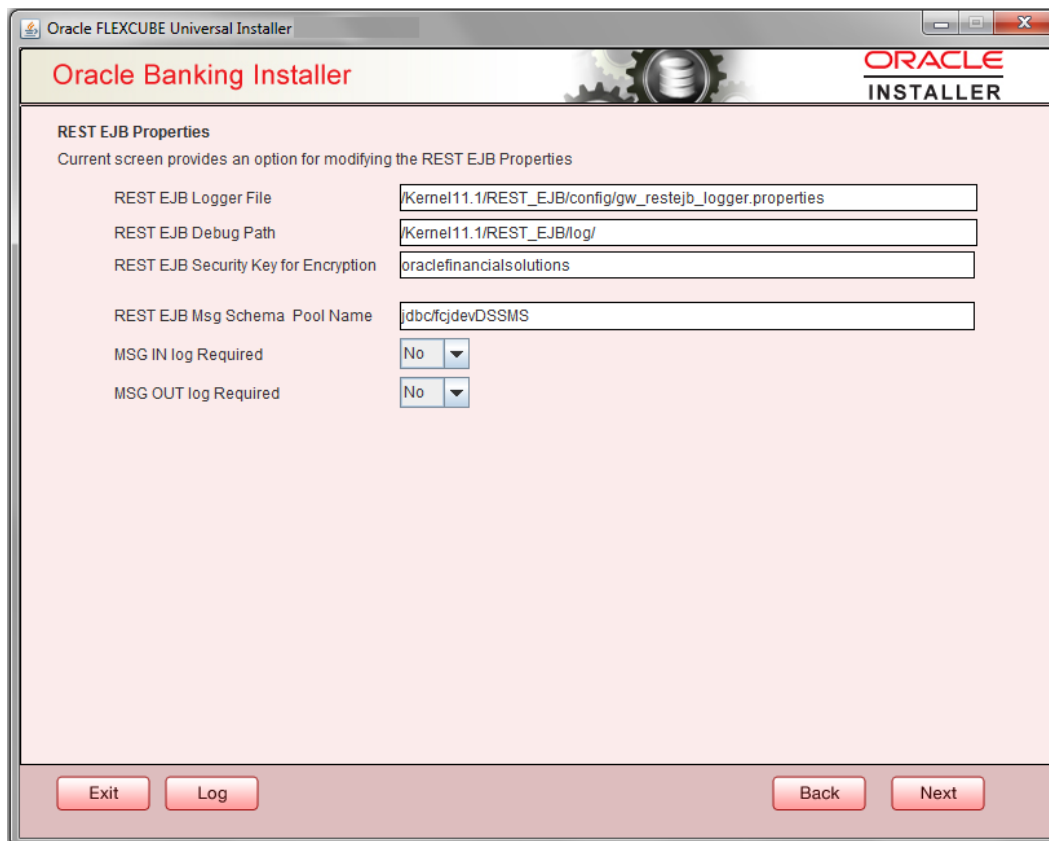 Oracle FLEXCUBE Universal Installer
Oracle Banking Installer
ORACLE
INSTALLER
REST EJB Properties
Current screen provides an option for modifying the REST EJB Properties
REST EJB Logger File /Kernel11.1/REST_EJB/config/gw_restejb_logger.properties
REST EJB Debug Path /Kernel11.1/REST_EJB/log/
REST EJB Security Key for Encryption oraclefinancialsolutions
REST EJB Msg Schema Pool Name jdbc/fcjdevDSSMS
MSG IN log Required No
MSG OUT log Required No
Exit Log Back Next